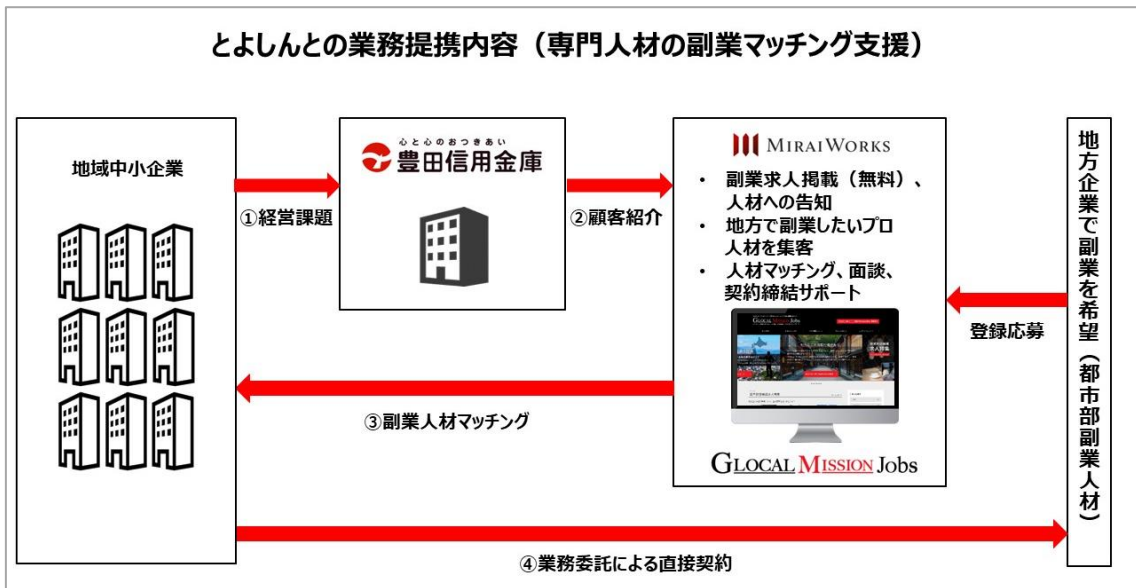 とよしんとの業務提携内容（専門人材の副業マッチング支援）
地域中小企業
①経営課題
心と心のおつきあい
豊田信用金庫
②顧客紹介
MIRAIWORKS
・ 副業求人掲載（無料）、
人材への告知
・ 地方で副業したいプロ
人材を集客
・ 人材マッチング、面談、
契約締結サポート
GLOCAL MISSION Jobs
GLOCAL MISSION Jobs
登録応募
地方企業で副業を希望（都市部副業人材）
③副業人材マッチング
④業務委託による直接契約